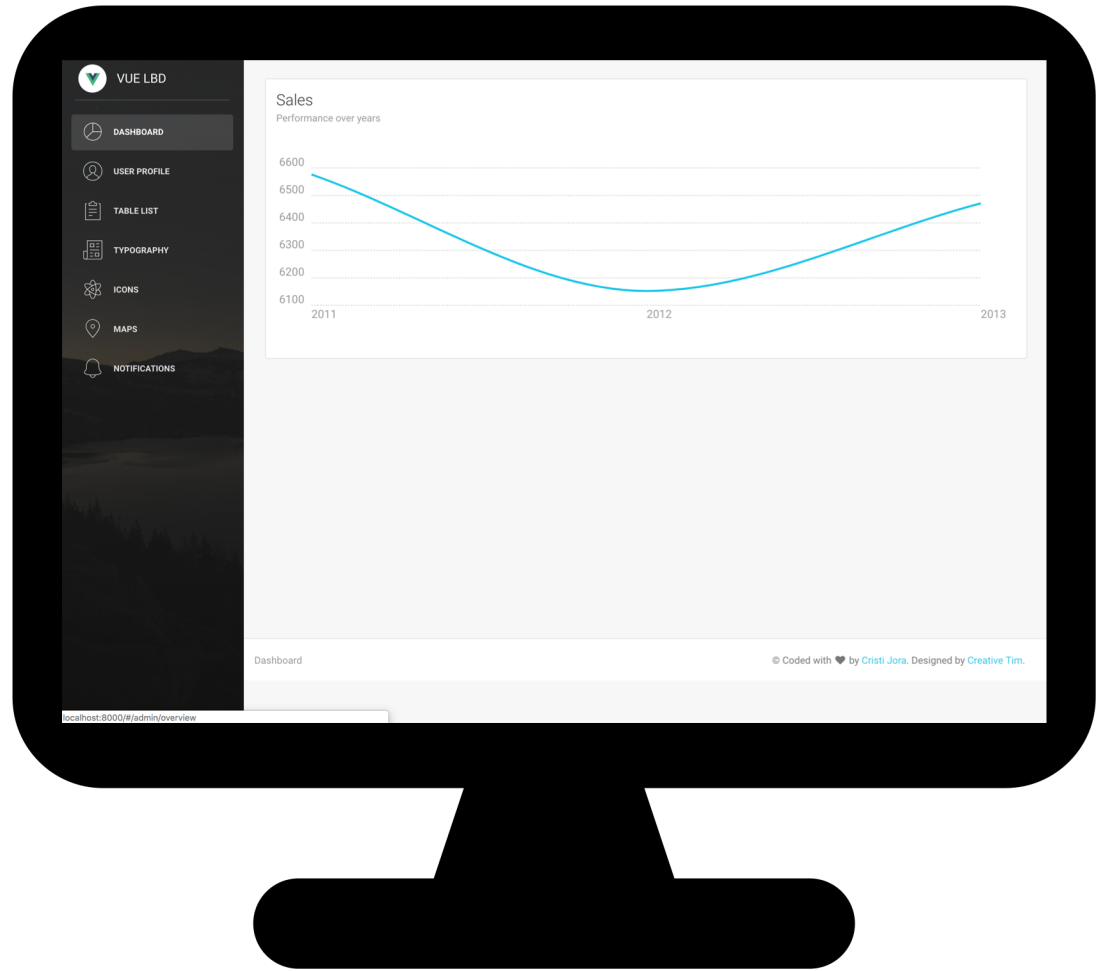 VUE LBD
DASHBOARD
USER PROFILE
TABLE LIST
TYPOGRAPHY
ICONS
MAPS
NOTIFICATIONS
Sales
Performance over years
6600
6500
6400
6300
6200
6100
2011 2012 2013
Dashboard
© Coded with ♥ by Cristi Jora. Designed by Creative Tim.
localhost:8000/#/admin/overview